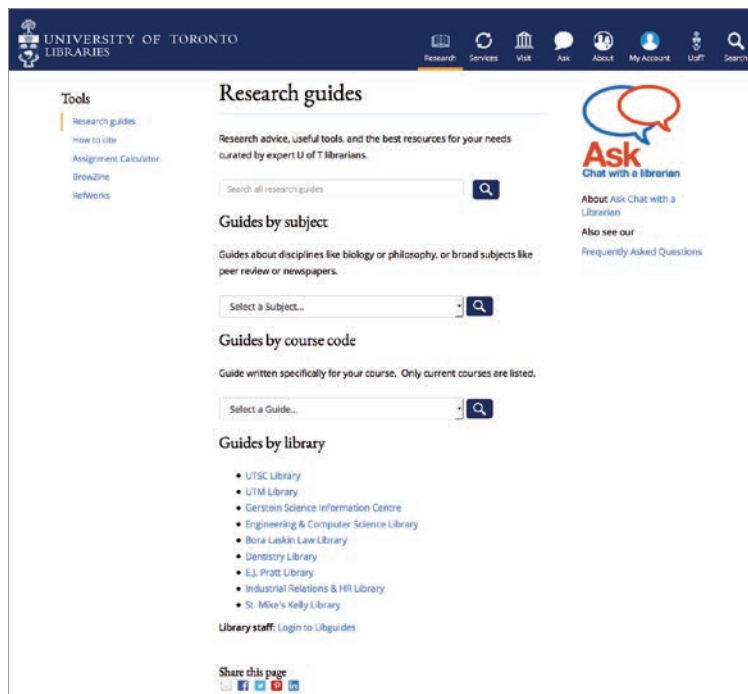 UNIVERSITY OF TORONTO
LIBRARIES
Research
Services
Visit
Ask
About
My Account
UofT
Search
Tools
Research guides
How to cite
Assignment Calculator
BrowZine
RefWorks
Research guides
Research advice, useful tools, and the best resources for your needs
curated by expert U of T librarians.
Search all research guides
Guides by subject
Guides about disciplines like biology or philosophy, or broad subjects like
peer review or newspapers.
Select a Subject...
Guides by course code
Guide written specifically for your course. Only current courses are listed.
Select a Guide...
Guides by library
UTSC Library
UTM Library
Gerstein Science Information Centre
Engineering & Computer Science Library
Bora Laskin Law Library
Dentistry Library
E.J. Pratt Library
Industrial Relations & HR Library
St. Mike's Kelly Library
Library staff: Login to Libguides
Share this page
Ask
Chat with a librarian
About Ask Chat with a
Librarian
Also see our
Frequently Asked Questions